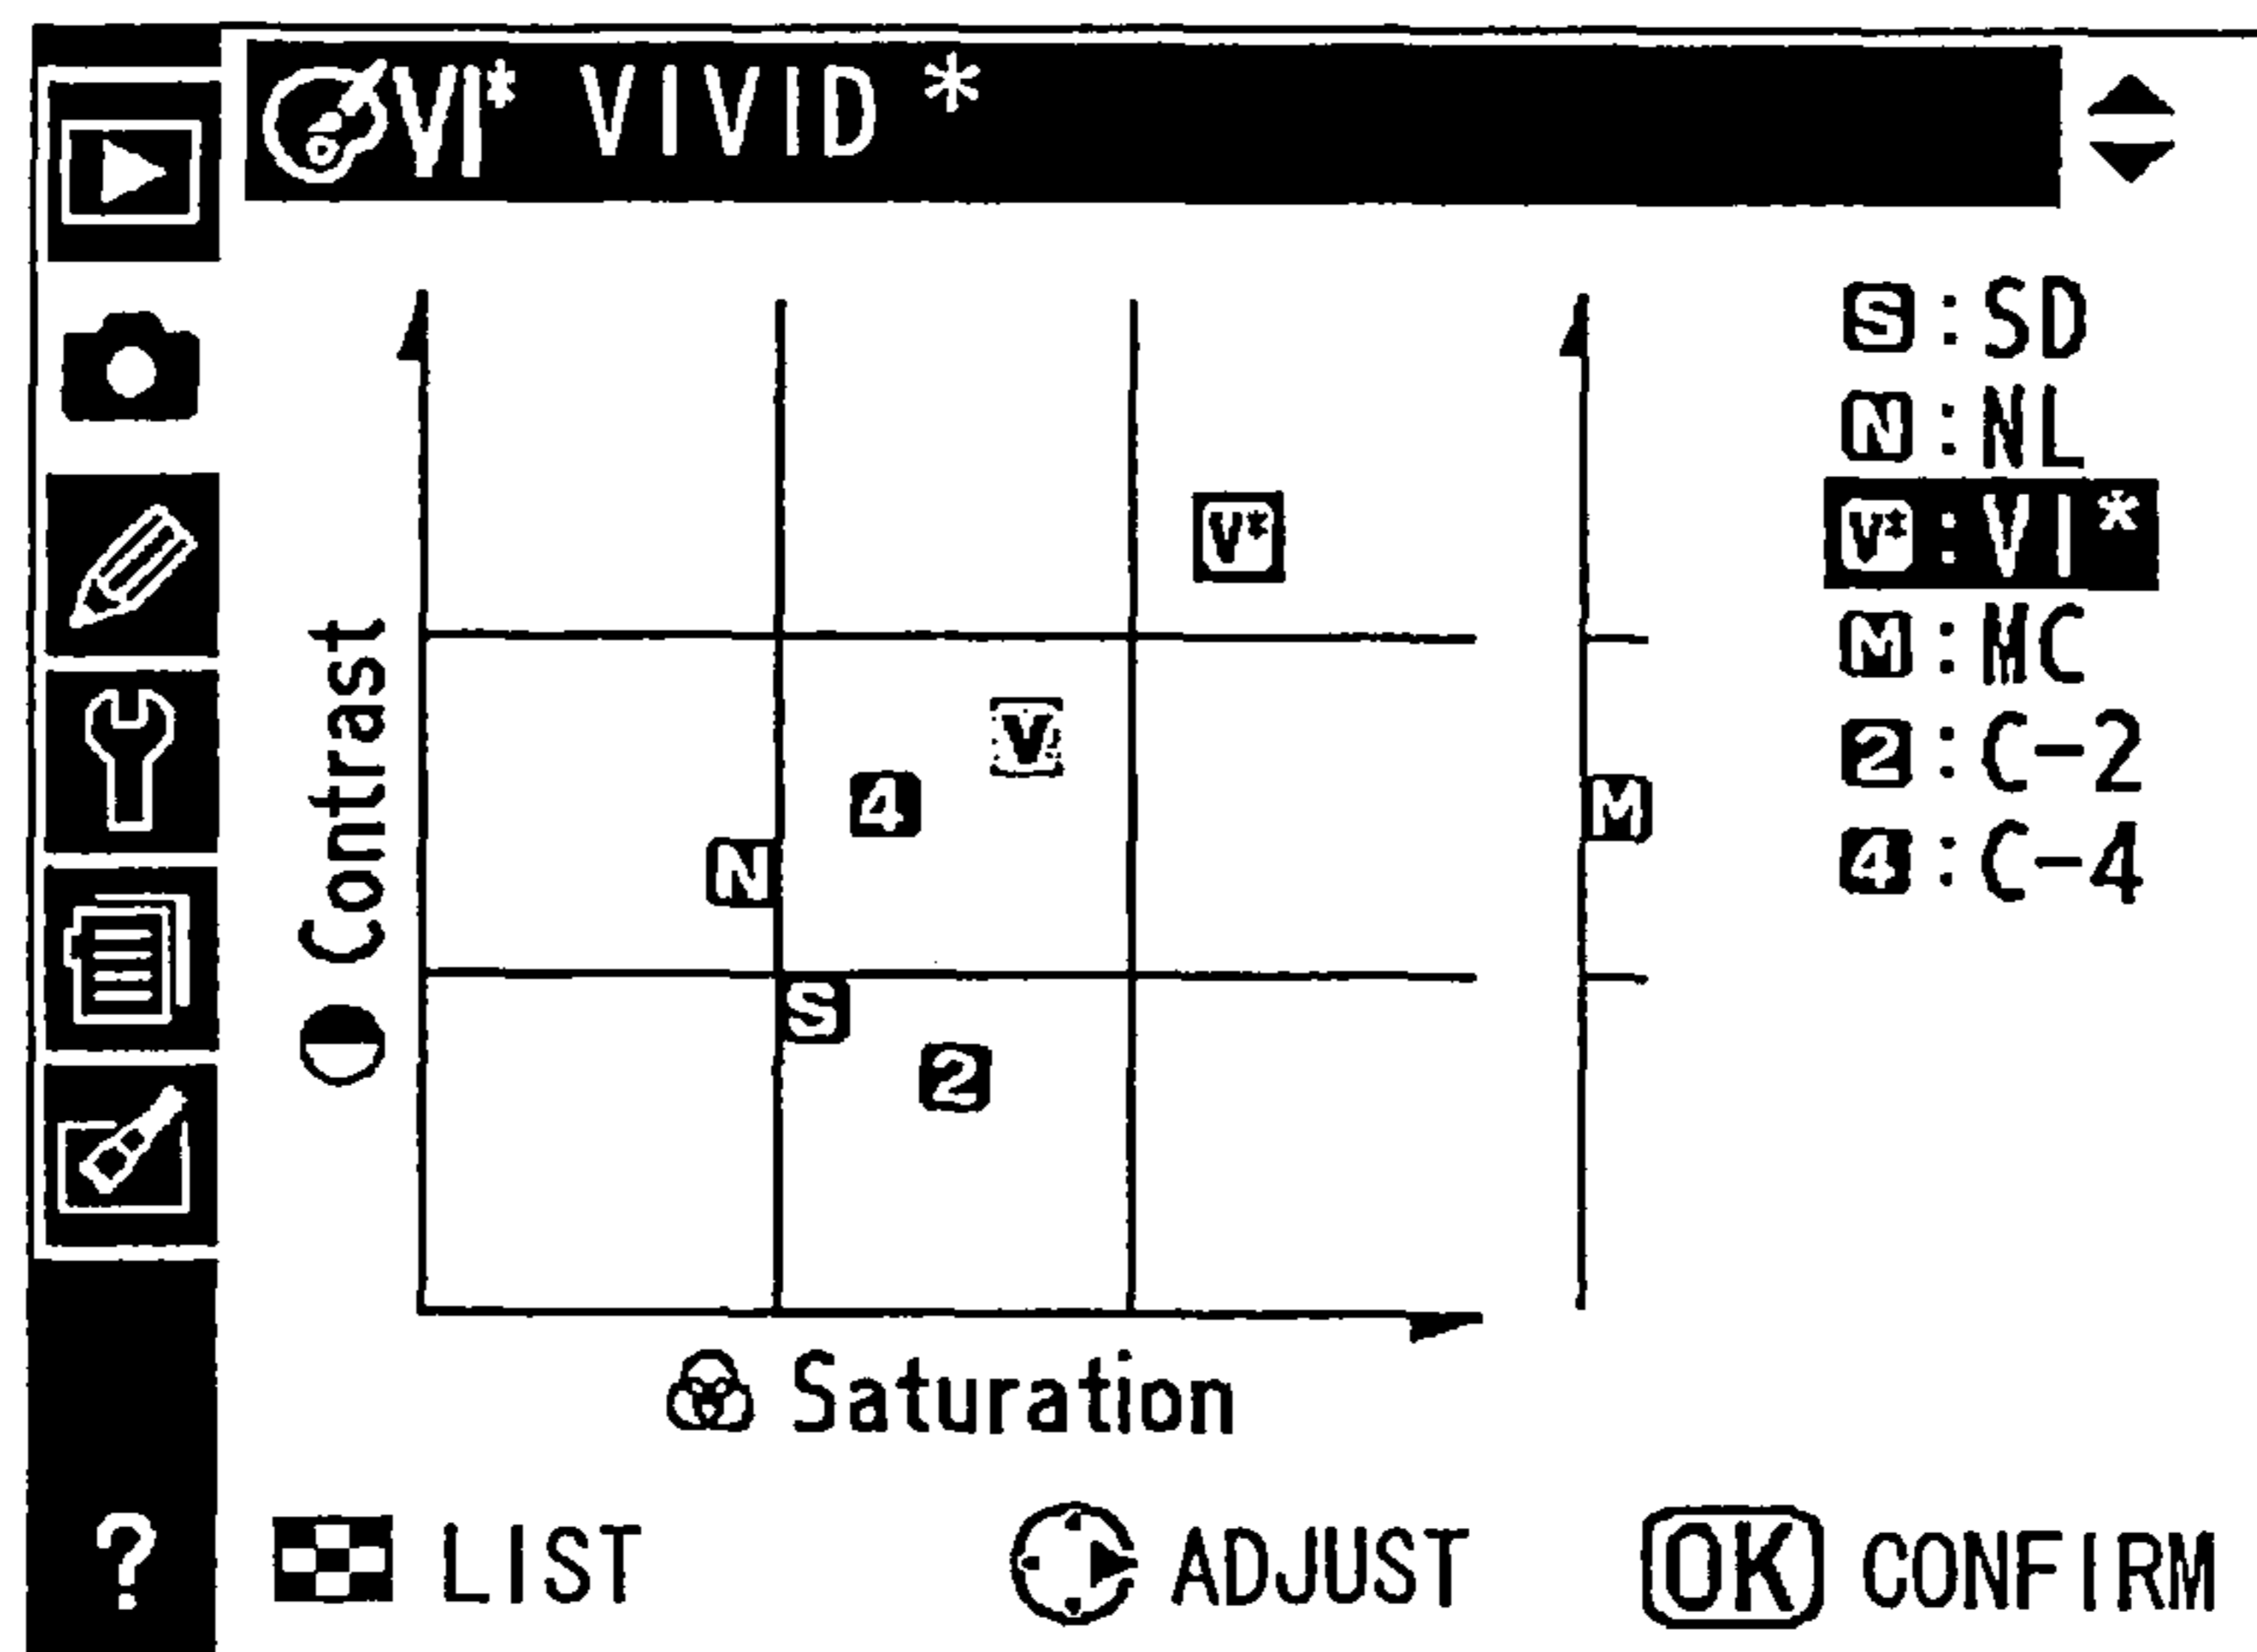 VI* VIVID *
S:SD
N:NL
V*:VI*
M:MC
2:C-2
4:C-4
V*
V
4
N
M
S
2
Contrast
Saturation
? LIST ADJUST OK CONFIRM